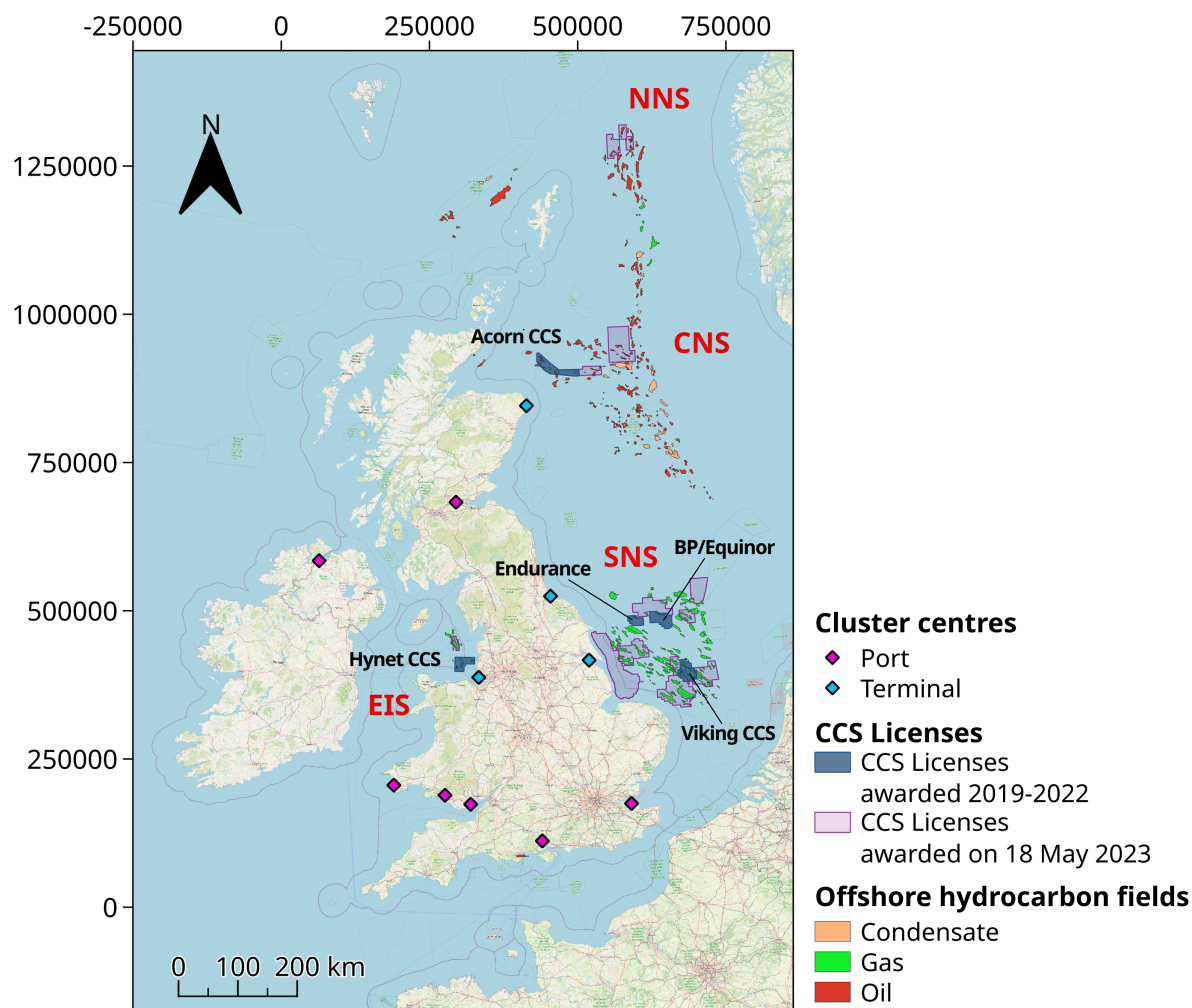 -250000 0 250000 500000 750000
NNS
N
1250000
1000000
Acorn CCS
CNS
750000
BP/Equinor
SNS
Endurance
500000
Hynet CCS
EIS
Viking CCS
250000
0
0 100 200 km
Cluster centres
Port
Terminal
CCS Licenses
CCS Licenses
awarded 2019-2022
CCS Licenses
awarded on 18 May 2023
Offshore hydrocarbon fields
Condensate
Gas
Oil